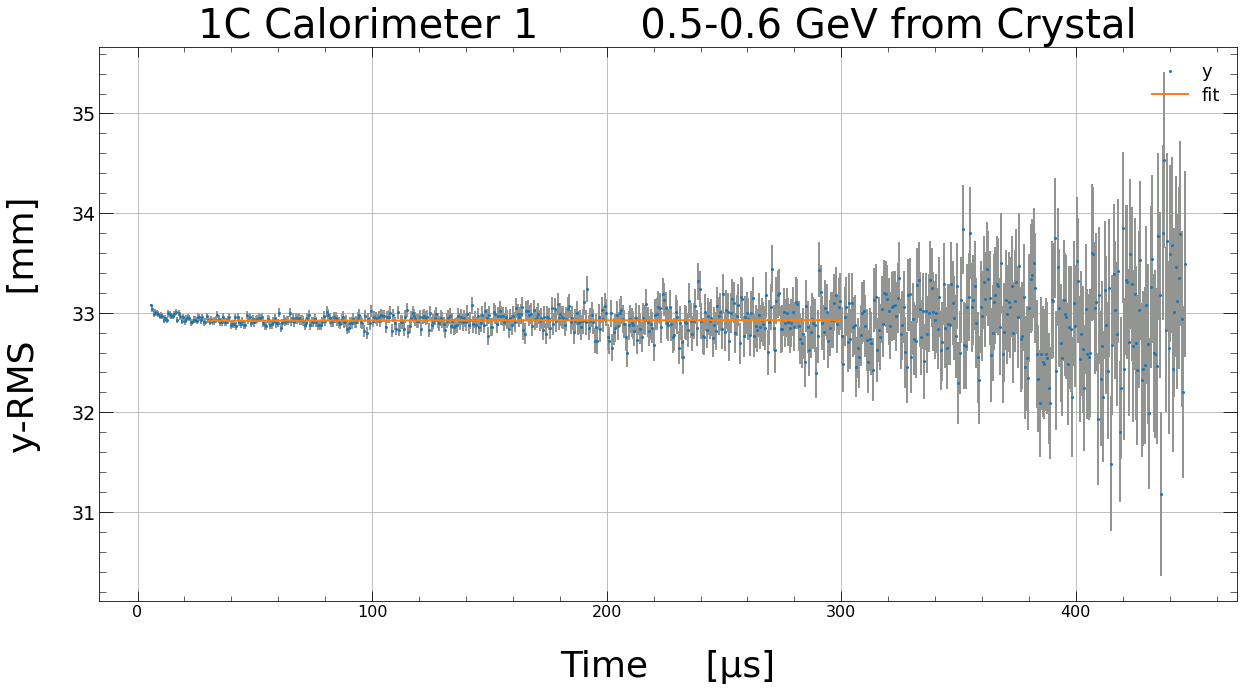 1C Calorimeter 1 0.5-0.6 GeV from Crystal
y
fit
35
34
33
32
31
y-RMS [mm]
0 100 200 300 400
Time [µs]